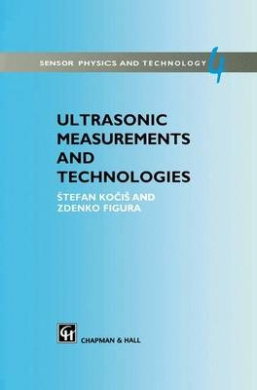 SENSOR PHYSICS AND TECHNOLOGY 4
ULTRASONIC
MEASUREMENTS
AND
TECHNOLOGIES
ŠTEFAN KOČIŠ AND
ZDENKO FIGURA
CHAPMAN & HALL